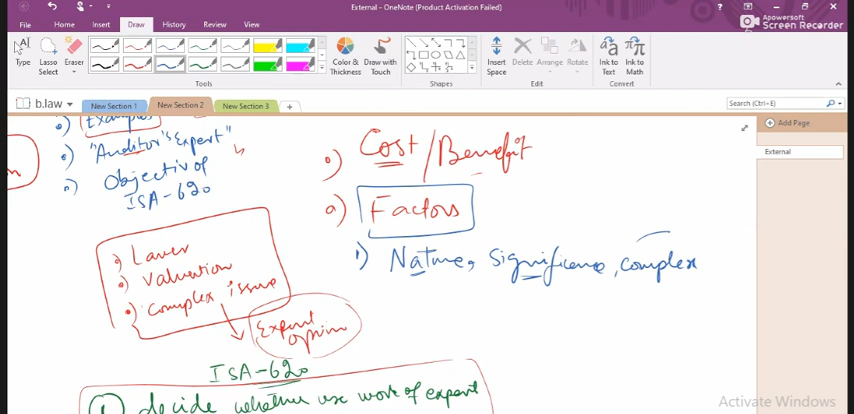 External - OneNote (Product Activation Failed)
File Home Insert Draw History Review View
Apowersoft
Screen Recorder
Type Lasso Select Eraser
Color & Thickness Draw with Touch
Insert Space Delete Arrange Rotate
Ink to Text Ink to Math
Tools Shapes Edit Convert
b.law New Section 1 New Section 2 New Section 3
Search (Ctrl+E)
Add Page
External
Examples
"Auditor's Expert"
Objectiv of
ISA-620
Cost/Benefit
Factors
1) Nature, Significance, complex
Laver
Valuation
complex issue
Expert
opinion
ISA-620
1 decide whether use work of expert
Activate Windows